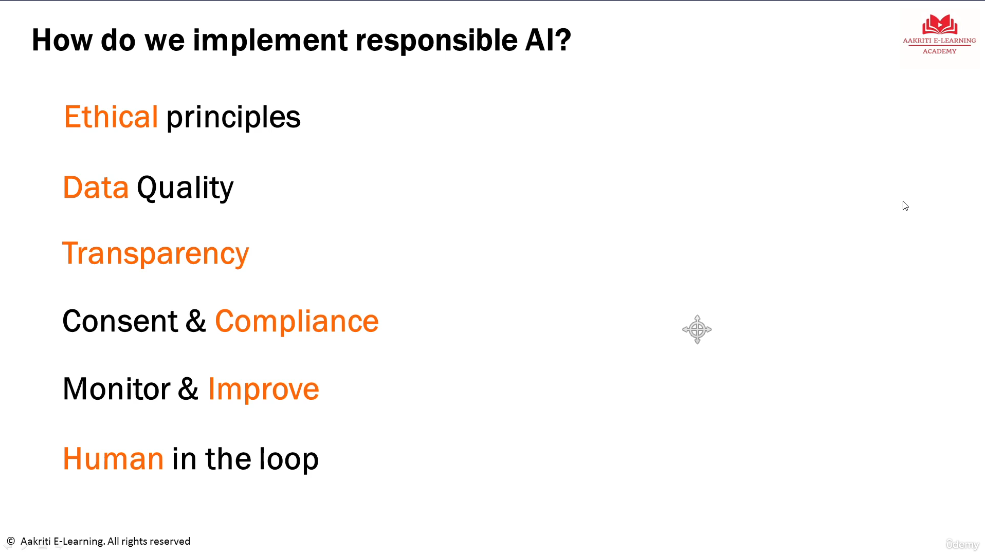 How do we implement responsible AI?
AAKRITI E-LEARNING
ACADEMY
Ethical principles
Data Quality
Transparency
Consent & Compliance
Monitor & Improve
Human in the loop
© Aakriti E-Learning. All rights reserved
ûdemy